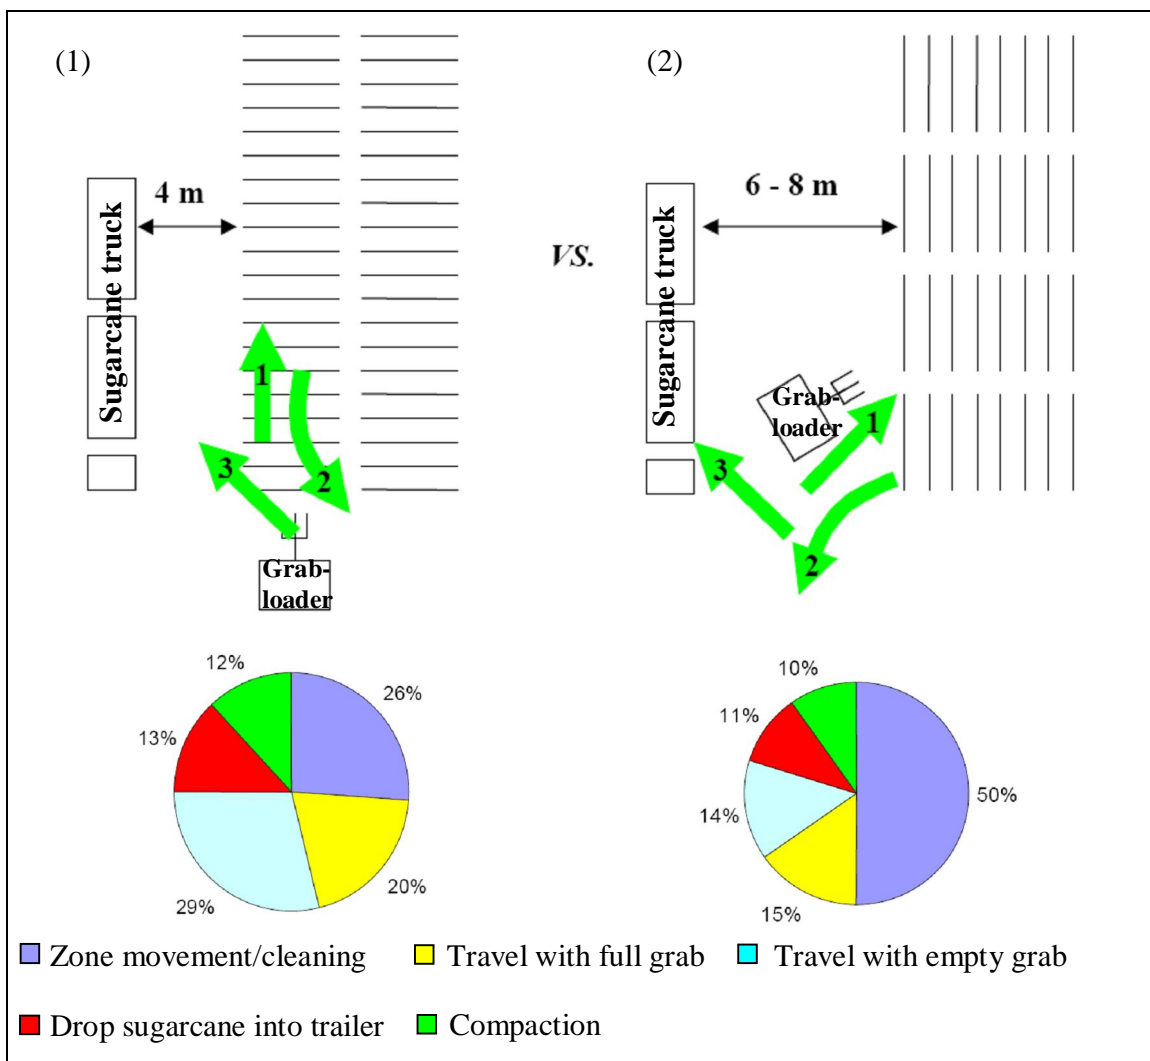 (1)
4 m
Sugarcane truck
1
2
3
Grab-
loader
VS.
(2)
6 - 8 m
Sugarcane truck
Grab-
loader
1
3
2
12%
26%
13%
29%
20%
10%
11%
14%
50%
15%
Zone movement/cleaning
Travel with full grab
Travel with empty grab
Drop sugarcane into trailer
Compaction